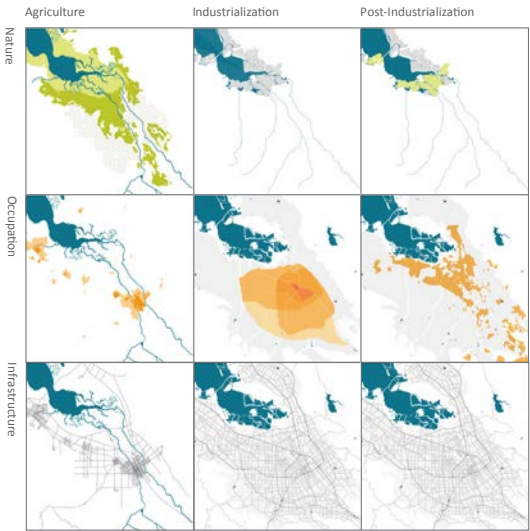 Agriculture
Industrialization
Post-Industrialization
Nature
Occupation
Infrastructure